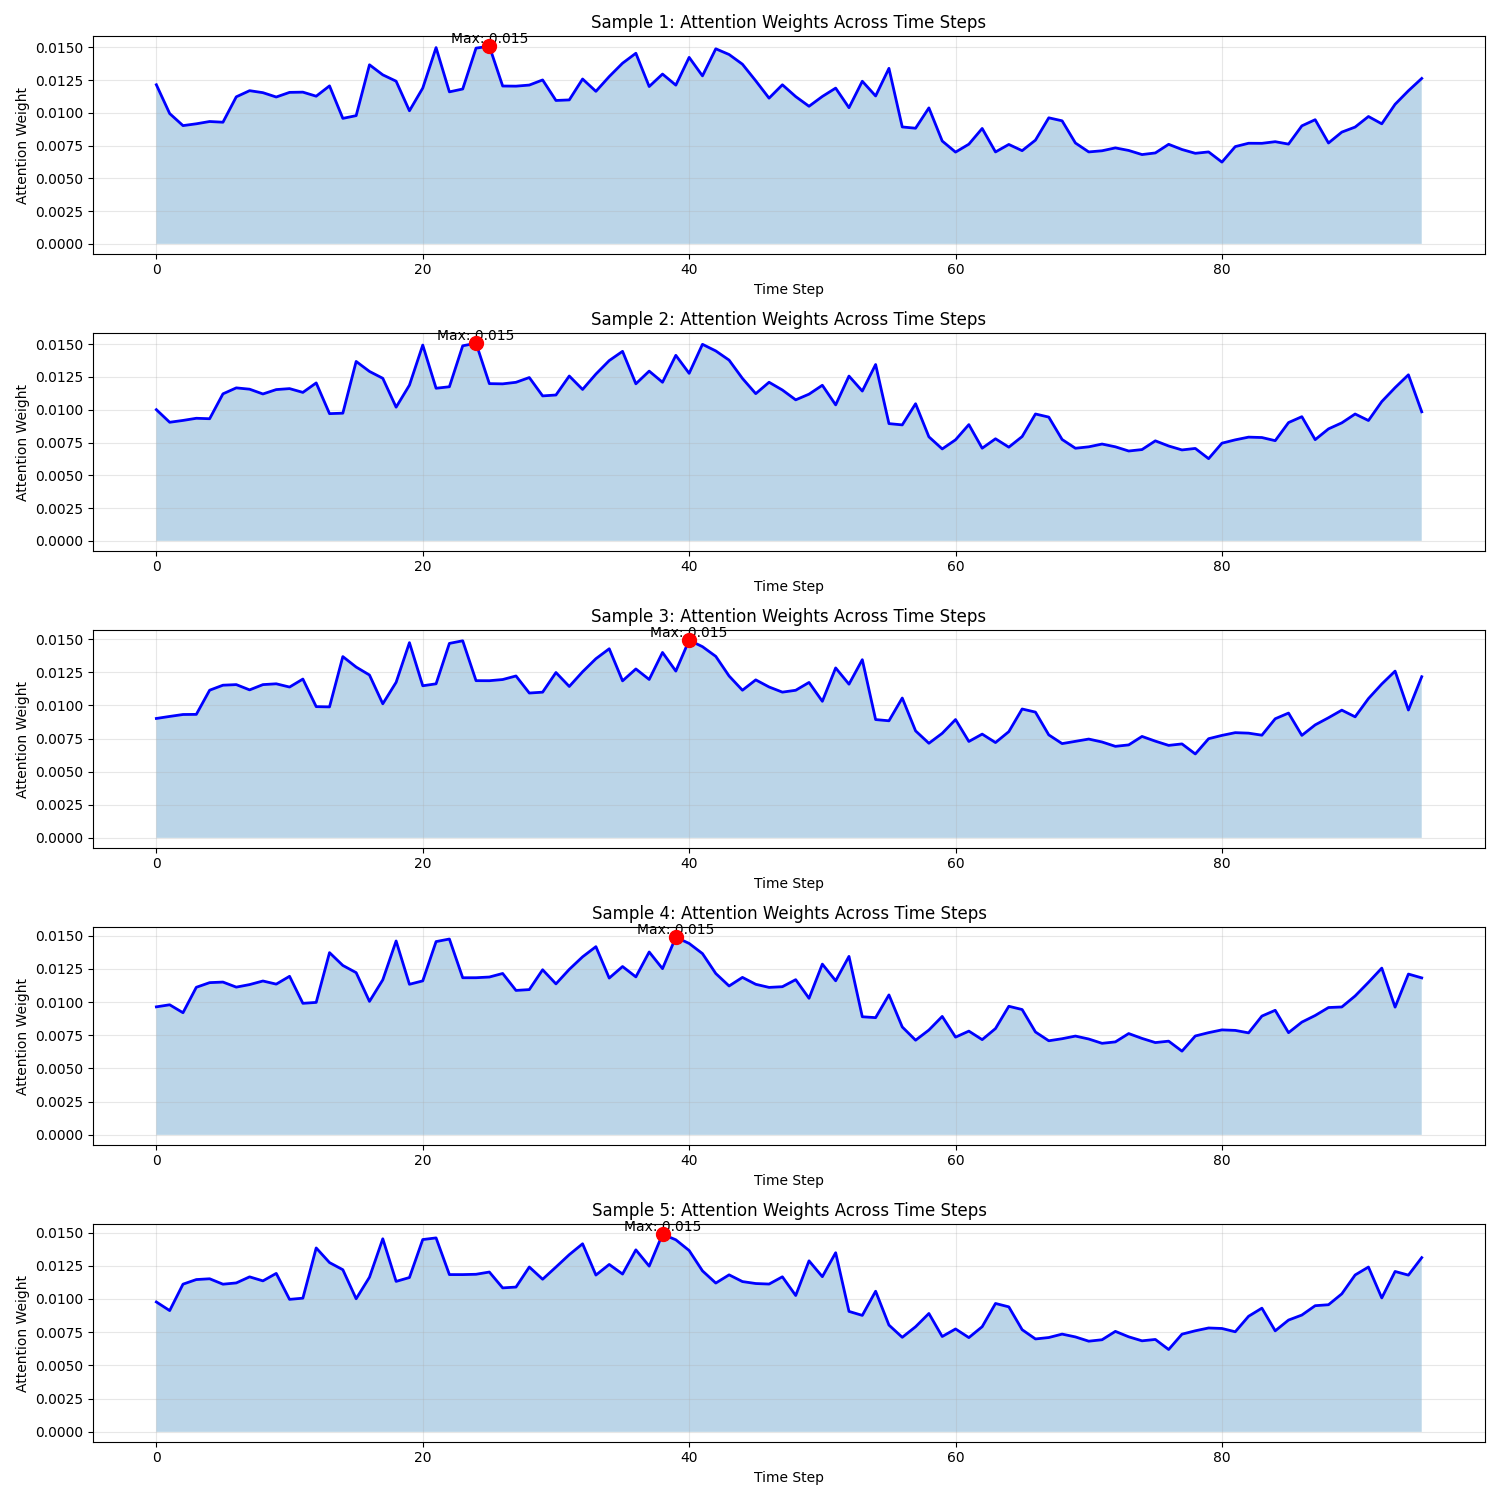 Sample 1: Attention Weights Across Time Steps
Max: 0.015
0.0150
0.0125
0.0100
0.0075
0.0050
0.0025
0.0000
Attention Weight
0 20 40 60 80
Time Step
Sample 2: Attention Weights Across Time Steps
Max: 0.015
0.0150
0.0125
0.0100
0.0075
0.0050
0.0025
0.0000
Attention Weight
0 20 40 60 80
Time Step
Sample 3: Attention Weights Across Time Steps
Max: 0.015
0.0150
0.0125
0.0100
0.0075
0.0050
0.0025
0.0000
Attention Weight
0 20 40 60 80
Time Step
Sample 4: Attention Weights Across Time Steps
Max: 0.015
0.0150
0.0125
0.0100
0.0075
0.0050
0.0025
0.0000
Attention Weight
0 20 40 60 80
Time Step
Sample 5: Attention Weights Across Time Steps
Max: 0.015
0.0150
0.0125
0.0100
0.0075
0.0050
0.0025
0.0000
Attention Weight
0 20 40 60 80
Time Step